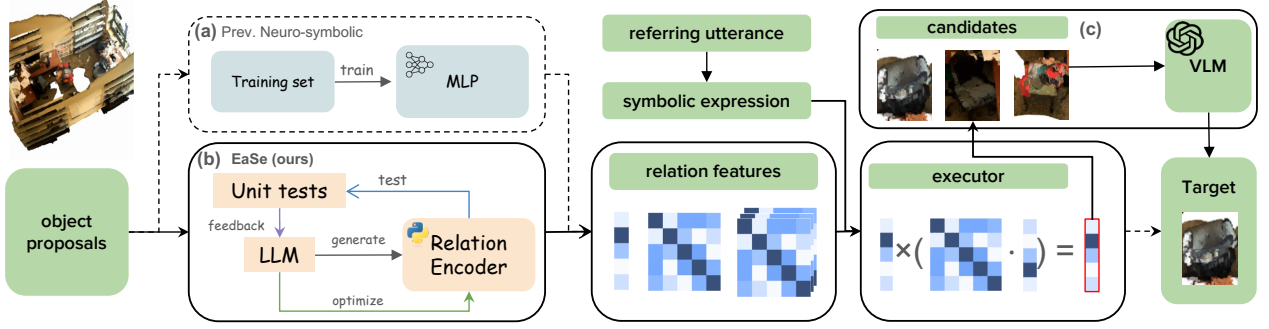 (a) Prev. Neuro-symbolic
Training set
train
MLP
object
proposals
(b) EaSe (ours)
Unit tests
test
feedback
LLM
generate
Relation
Encoder
optimize
referring utterance
symbolic expression
relation features
candidates
(c)
VLM
executor
×( · ) =
Target